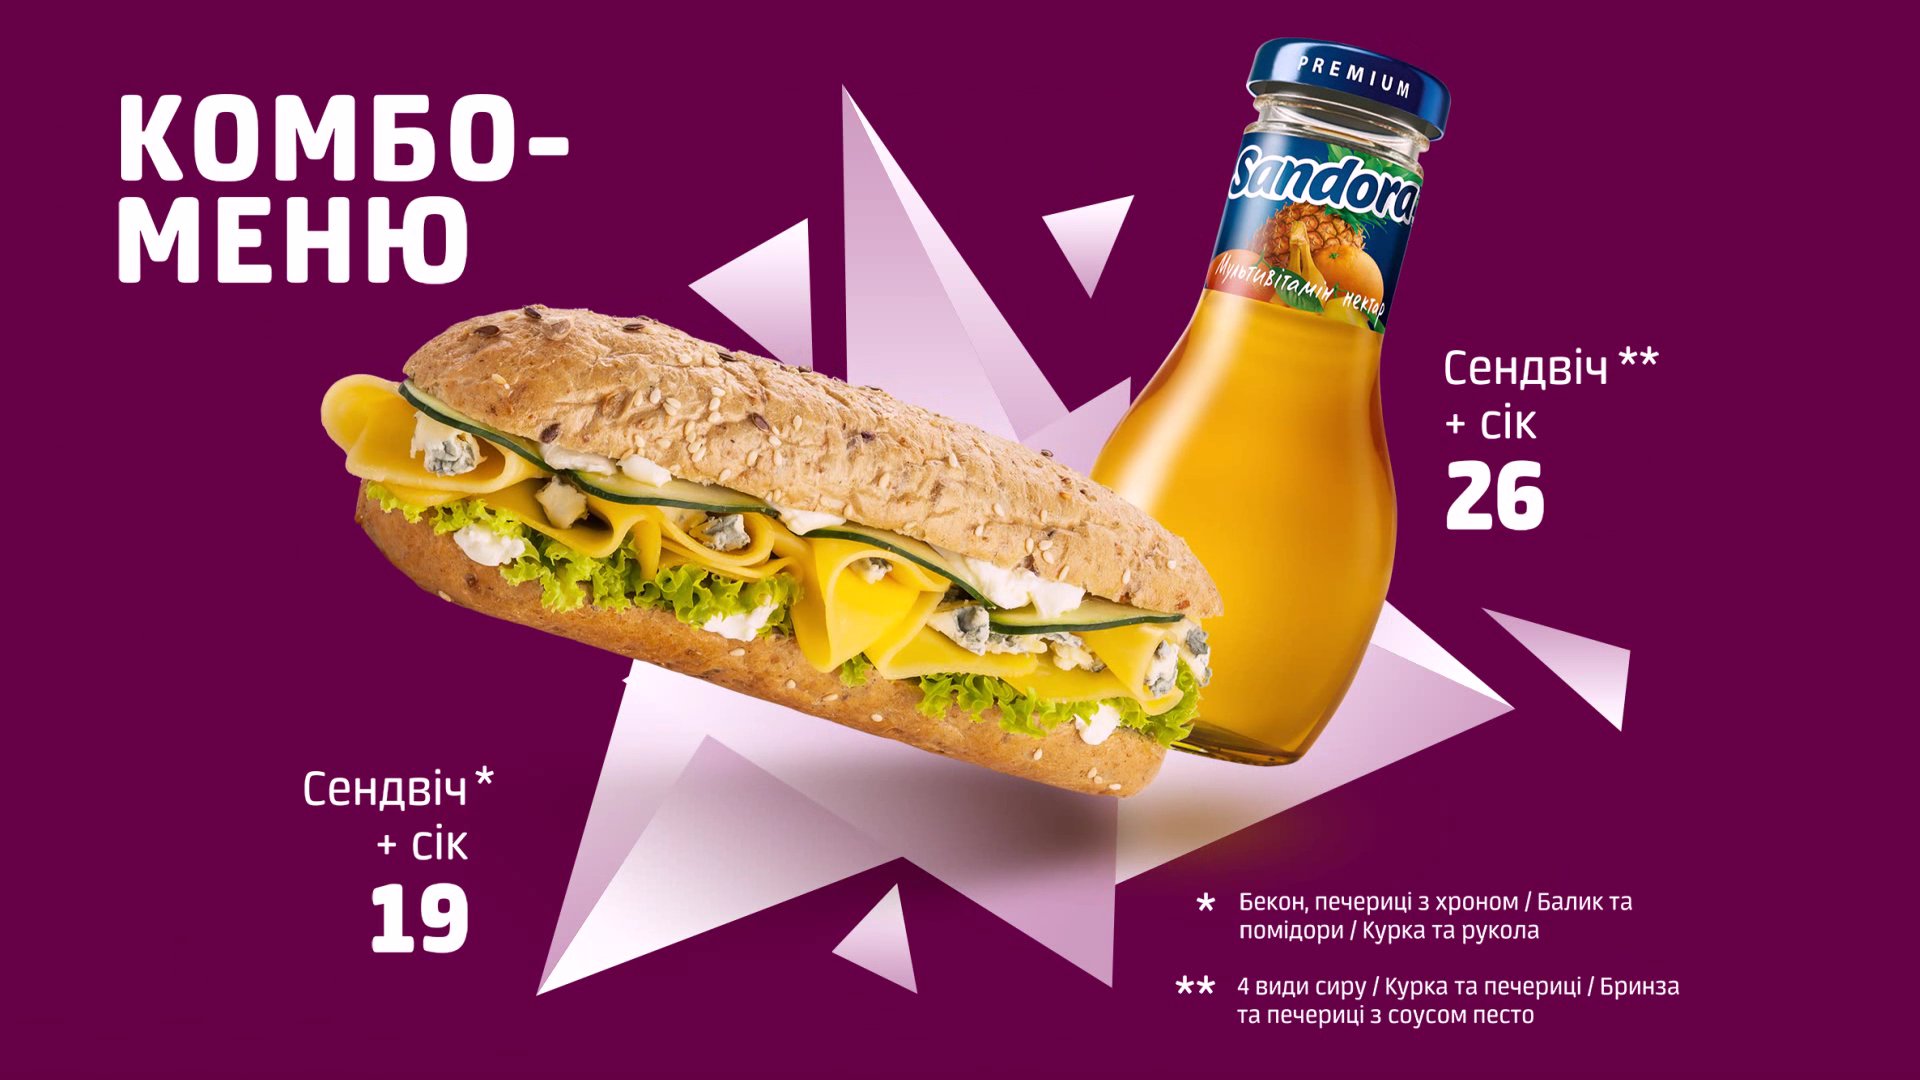 КОМБО-
МЕНЮ
PREMIUM
Sandora
Мультивітамін нектар
Сендвіч **
+ сік
26
Сендвіч *
+ сік
19
* Бекон, печериці з хроном / Балик та
помідори / Курка та рукола
** 4 види сиру / Курка та печериці / Бринза
та печериці з соусом песто